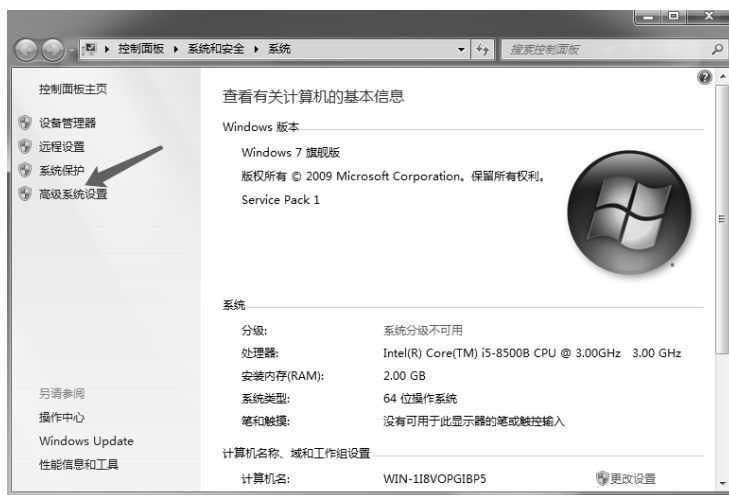 控制面板 ▸ 系统和安全 ▸ 系统
搜索控制面板
控制面板主页
设备管理器
远程设置
系统保护
高级系统设置
另请参阅
操作中心
Windows Update
性能信息和工具
查看有关计算机的基本信息
Windows 版本
Windows 7 旗舰版
版权所有 © 2009 Microsoft Corporation。保留所有权利。
Service Pack 1
系统
分级: 系统分级不可用
处理器: Intel(R) Core(TM) i5-8500B CPU @ 3.00GHz 3.00 GHz
安装内存(RAM): 2.00 GB
系统类型: 64 位操作系统
笔和触摸: 没有可用于此显示器的笔或触控输入
计算机名称、域和工作组设置
计算机名: WIN-1I8VOPGIBP5 更改设置